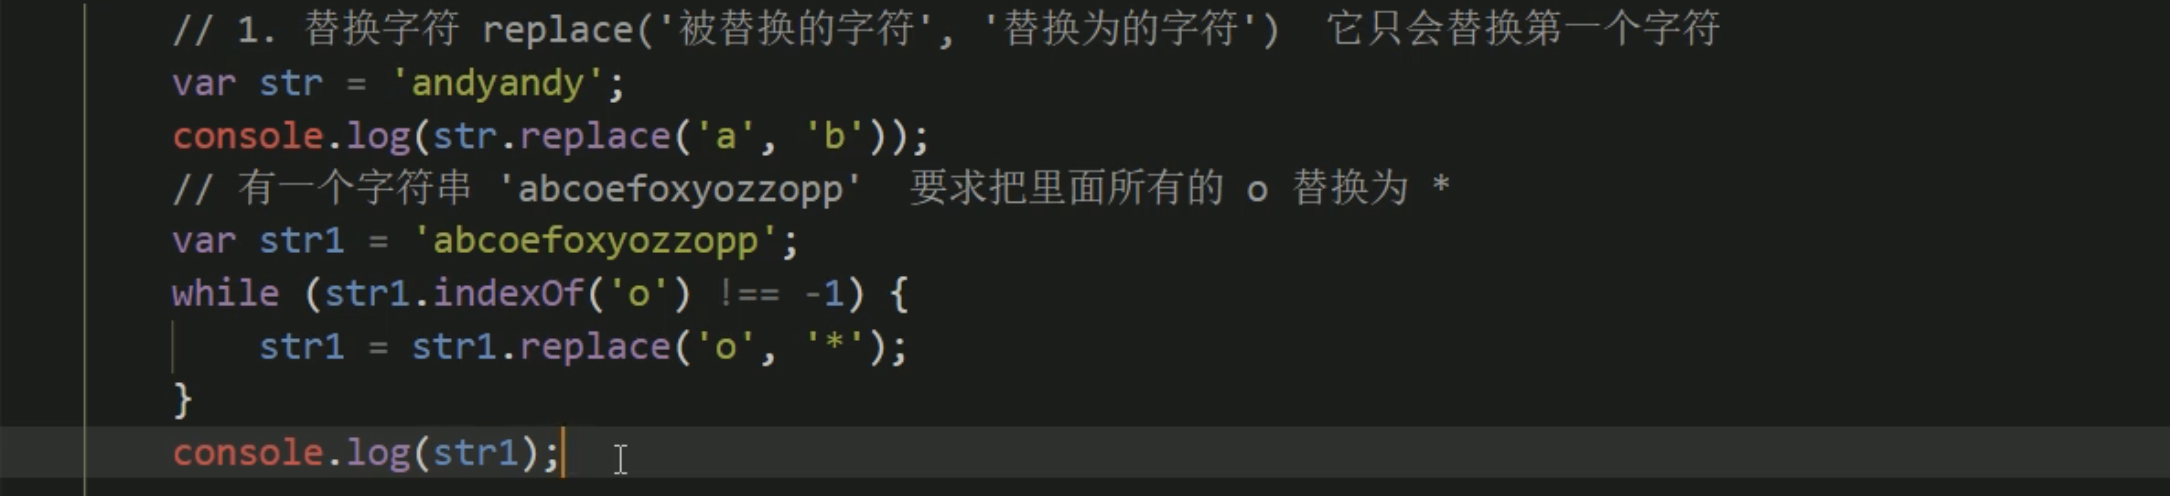 // 1. 替换字符 replace('被替换的字符', '替换为的字符')  它只会替换第一个字符
var str = 'andyandy';
console.log(str.replace('a', 'b'));
// 有一个字符串 'abcoefoxyozzopp'  要求把里面所有的 o 替换为 *
var str1 = 'abcoefoxyozzopp';
while (str1.indexOf('o') !== -1) {
    str1 = str1.replace('o', '*');
}
console.log(str1);